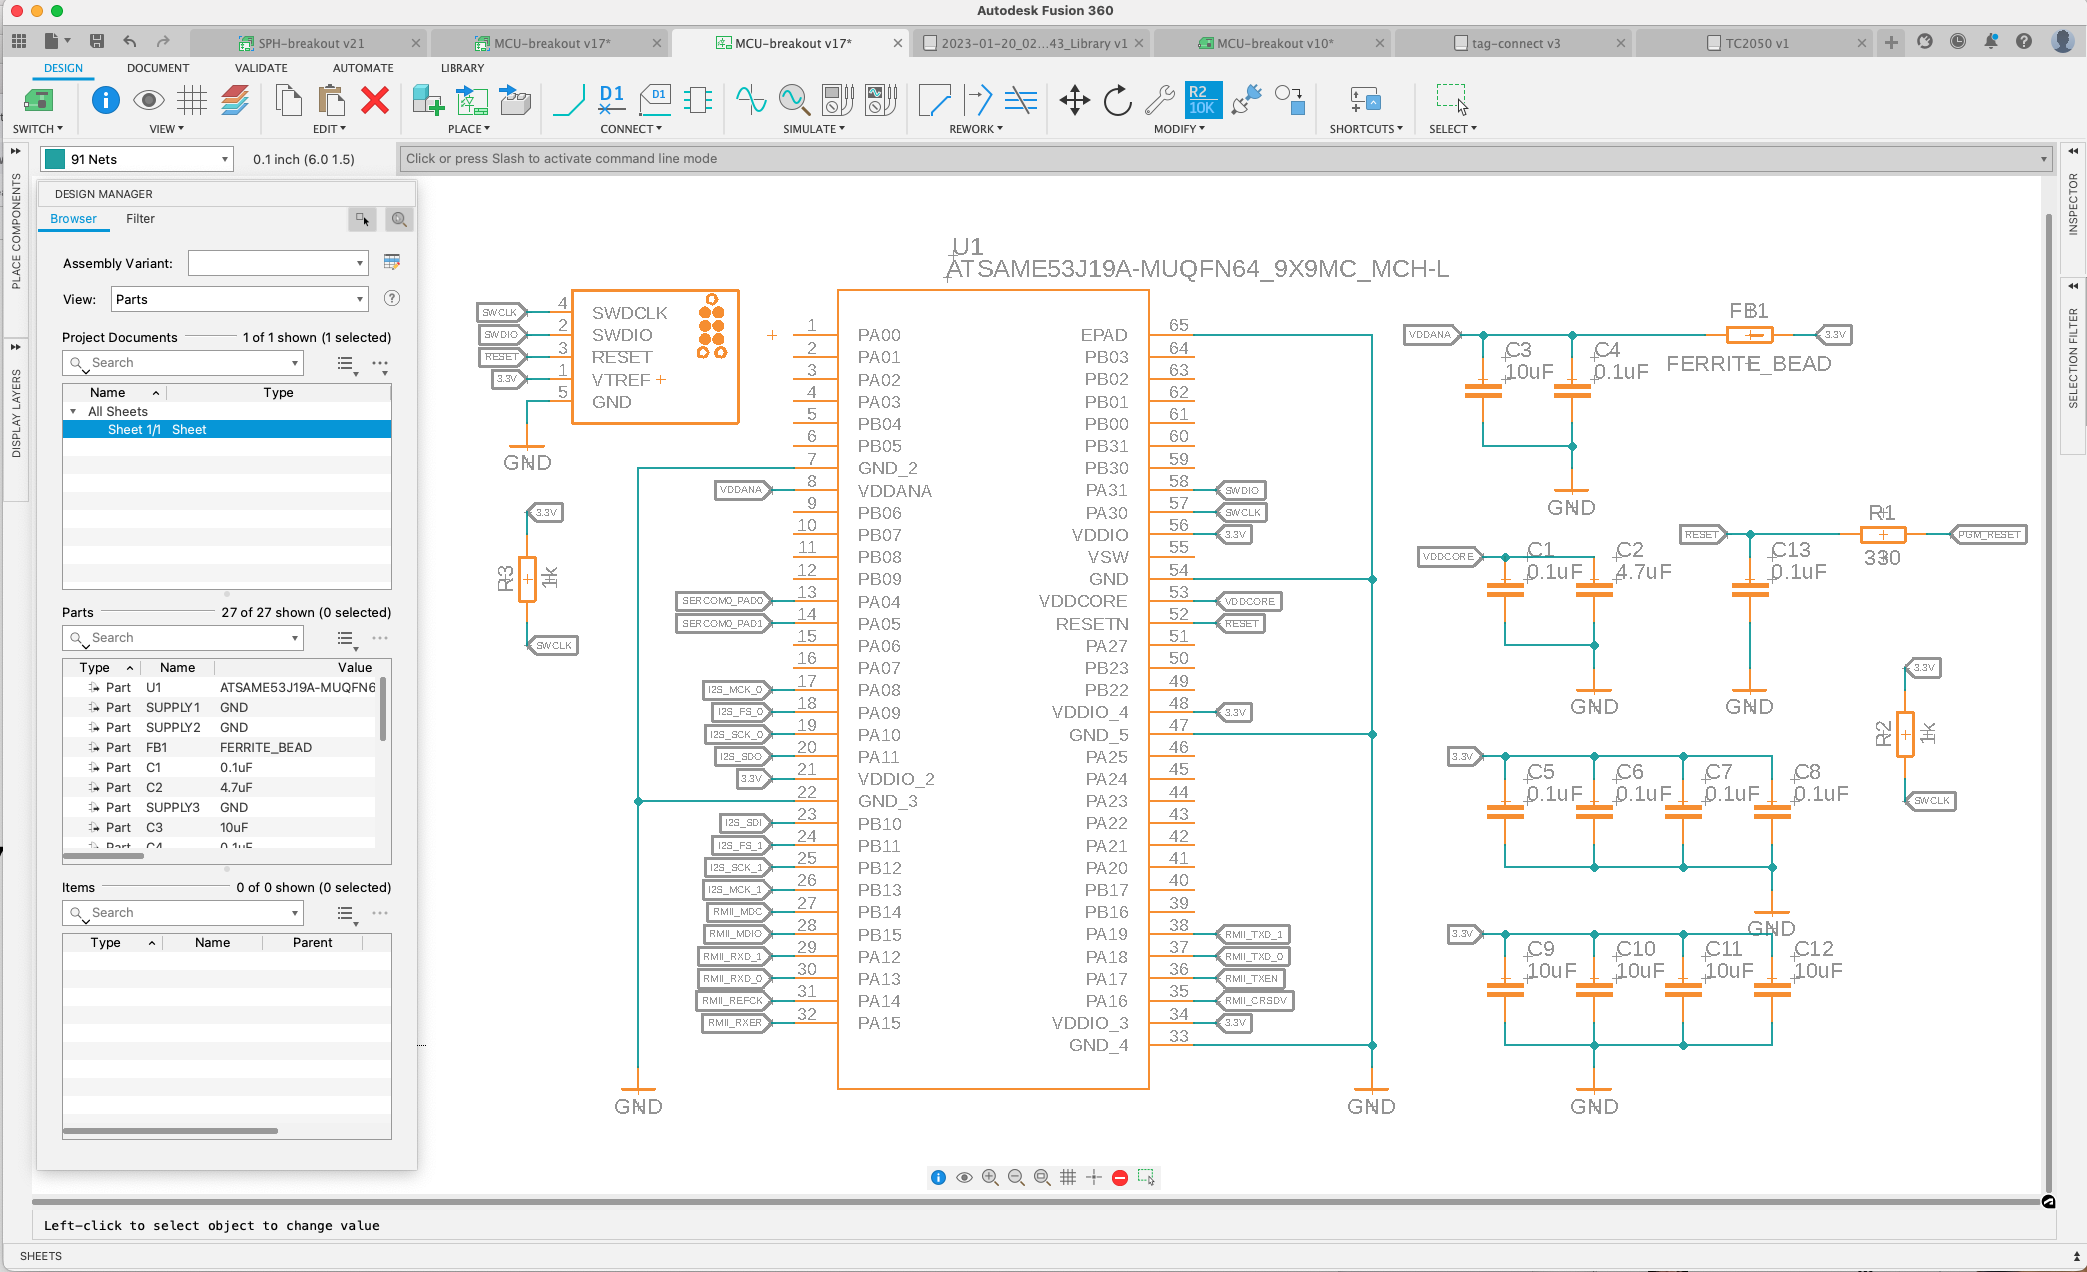 Autodesk Fusion 360
SPH-breakout v21
MCU-breakout v17*
MCU-breakout v17*
2023-01-20_02...43_Library v1
MCU-breakout v10*
tag-connect v3
TC2050 v1
DESIGN
DOCUMENT
VALIDATE
AUTOMATE
LIBRARY
D1
D1
R2
10K
SWITCH
VIEW
EDIT
PLACE
CONNECT
SIMULATE
REWORK
MODIFY
SHORTCUTS
SELECT
91 Nets
0.1 inch (6.0 1.5)
Click or press Slash to activate command line mode
PLACE COMPONENTS
DISPLAY LAYERS
INSPECTOR
SELECTION FILTER
DESIGN MANAGER
Browser
Filter
Assembly Variant:
View:
Parts
Project Documents
1 of 1 shown (1 selected)
Search
Name
Type
All Sheets
Sheet 1/1
Sheet
Parts
27 of 27 shown (0 selected)
Search
Type Name Value
Part U1 ATSAME53J19A-MUQFN6
Part SUPPLY1 GND
Part SUPPLY2 GND
Part FB1 FERRITE_BEAD
Part C1 0.1uF
Part C2 4.7uF
Part SUPPLY3 GND
Part C3 10uF
Part C4 0.1uF
Items
0 of 0 shown (0 selected)
Search
Type Name Parent
SWCLK 4 SWDCLK
SWDIO 2 SWDIO
RESET 3 RESET
3.3V 1 VTREF
5 GND
GND
3.3V
R3
1k
SWCLK
U1
ATSAME53J19A-MUQFN64_9X9MC_MCH-L
1 PA00
2 PA01
3 PA02
4 PA03
5 PB04
6 PB05
7 GND_2
VDDANA 8 VDDANA
9 PB06
10 PB07
11 PB08
12 PB09
SERCOM0_PAD0 13 PA04
SERCOM0_PAD1 14 PA05
15 PA06
16 PA07
I2S_MCK_0 17 PA08
I2S_FS_0 18 PA09
I2S_SCK_0 19 PA10
I2S_SDO 20 PA11
3.3V 21 VDDIO_2
22 GND_3
I2S_SDI 23 PB10
I2S_FS_1 24 PB11
I2S_SCK_1 25 PB12
I2S_MCK_1 26 PB13
RMII_MDC 27 PB14
RMII_MDIO 28 PB15
RMII_RXD_1 29 PA12
RMII_RXD_0 30 PA13
RMII_REFCK 31 PA14
RMII_RXER 32 PA15
GND
EPAD 65
PB03 64
PB02 63
PB01 62
PB00 61
PB31 60
PB30 59
PA31 58 SWDIO
PA30 57 SWCLK
VDDIO 56 3.3V
VSW 55
GND 54
VDDCORE 53 VDDCORE
RESETN 52 RESET
PA27 51
PB23 50
PB22 49
VDDIO_4 48 3.3V
GND_5 47
PA25 46
PA24 45
PA23 44
PA22 43
PA21 42
PA20 41
PB17 40
PB16 39
PA19 38 RMII_TXD_1
PA18 37 RMII_TXD_0
PA17 36 RMII_TXEN
PA16 35 RMII_CRSDV
VDDIO_3 34 3.3V
GND_4 33
GND
VDDANA
C3
10uF
C4
0.1uF
FB1
FERRITE_BEAD
3.3V
GND
VDDCORE
C1
0.1uF
C2
4.7uF
GND
RESET
C13
0.1uF
R1
330
PGM_RESET
GND
3.3V
R2
1k
SWCLK
3.3V
C5
0.1uF
C6
0.1uF
C7
0.1uF
C8
0.1uF
GND
3.3V
C9
10uF
C10
10uF
C11
10uF
C12
10uF
GND
Left-click to select object to change value
SHEETS